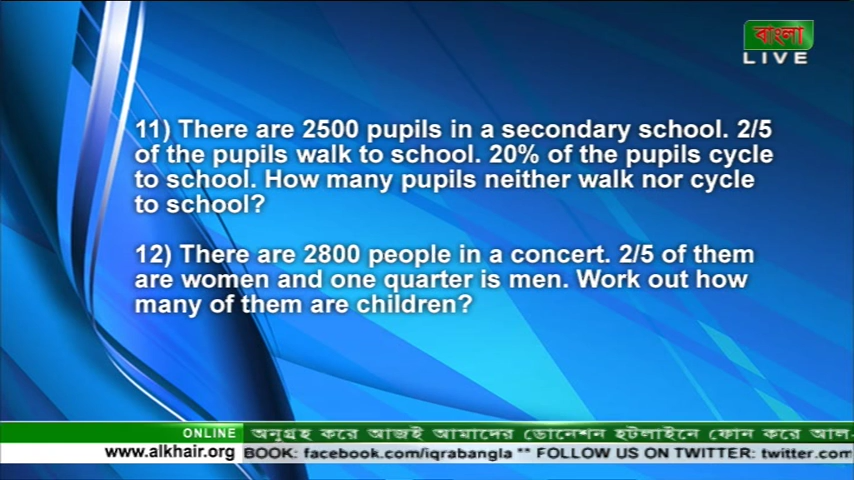 বাংলা
LIVE
11) There are 2500 pupils in a secondary school. 2/5
of the pupils walk to school. 20% of the pupils cycle
to school. How many pupils neither walk nor cycle
to school?
12) There are 2800 people in a concert. 2/5 of them
are women and one quarter is men. Work out how
many of them are children?
ONLINE অনুগ্রহ করে আজই আমাদের ডোনেশন হটলাইনে ফোন করে আল-
www.alkhair.org BOOK: facebook.com/iqrabangla ** FOLLOW US ON TWITTER: twitter.com